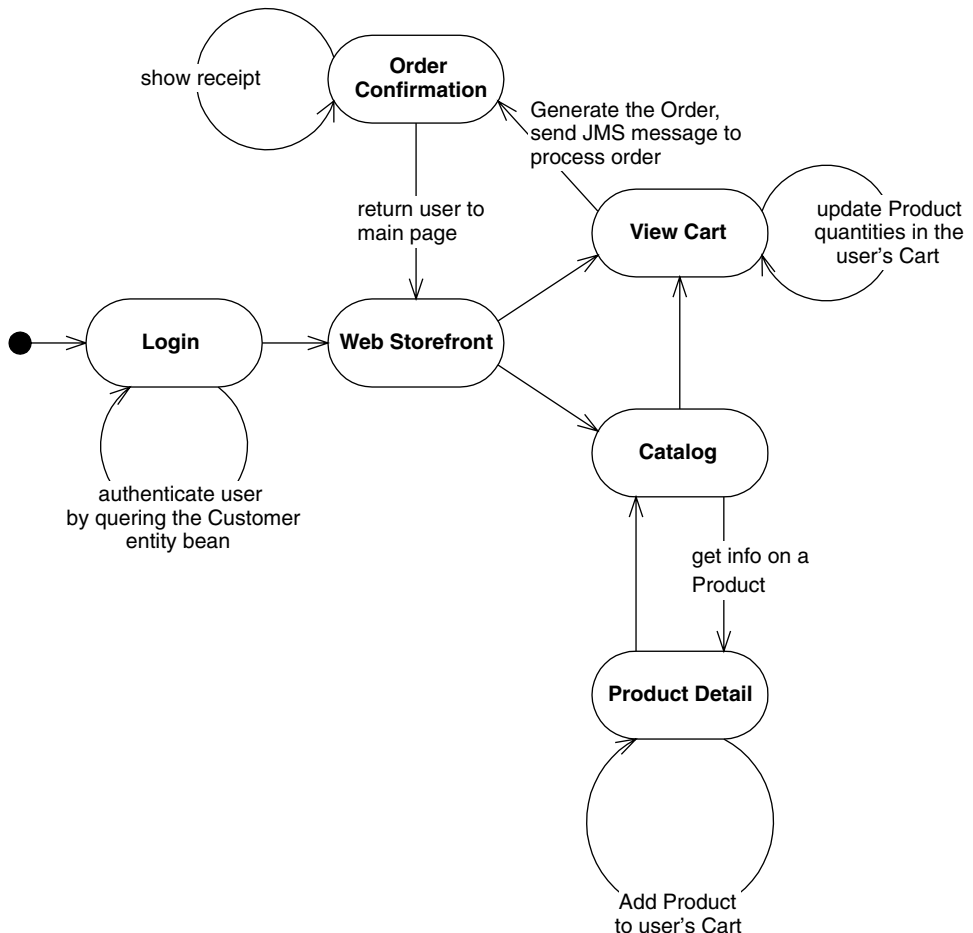 Order
Confirmation
show receipt
Generate the Order,
send JMS message to
process order
return user to
main page
View Cart
update Product
quantities in the
user's Cart
Login
Web Storefront
Catalog
authenticate user
by quering the Customer
entity bean
get info on a
Product
Product Detail
Add Product
to user's Cart